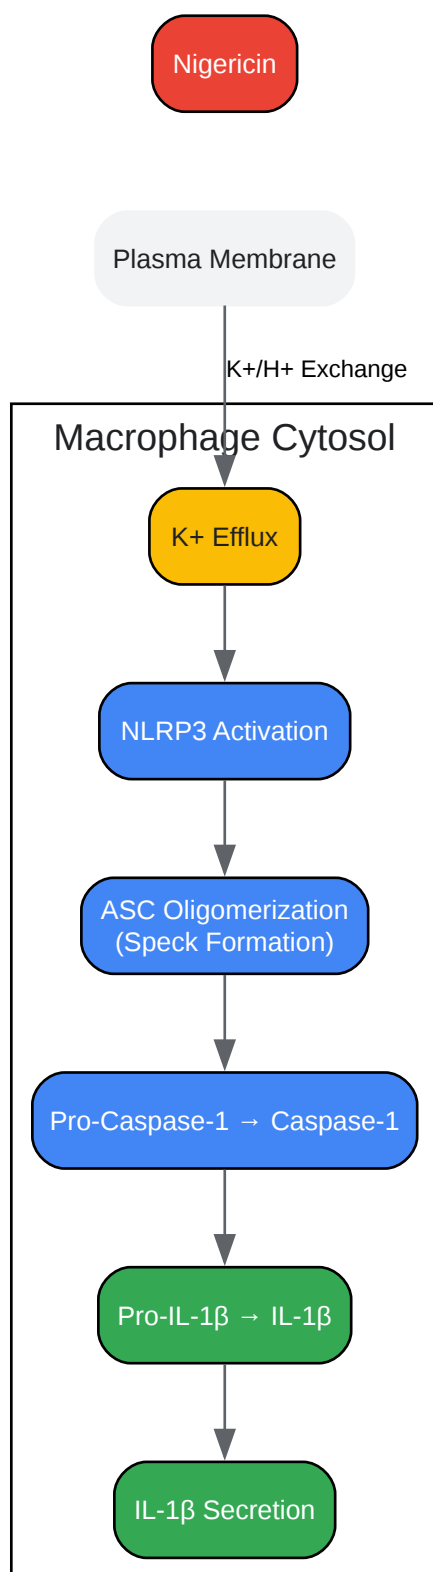 Nigericin
Plasma Membrane
K+/H+ Exchange
Macrophage Cytosol
K+ Efflux
NLRP3 Activation
ASC Oligomerization
(Speck Formation)
Pro-Caspase-1 → Caspase-1
Pro-IL-1β → IL-1β
IL-1β Secretion